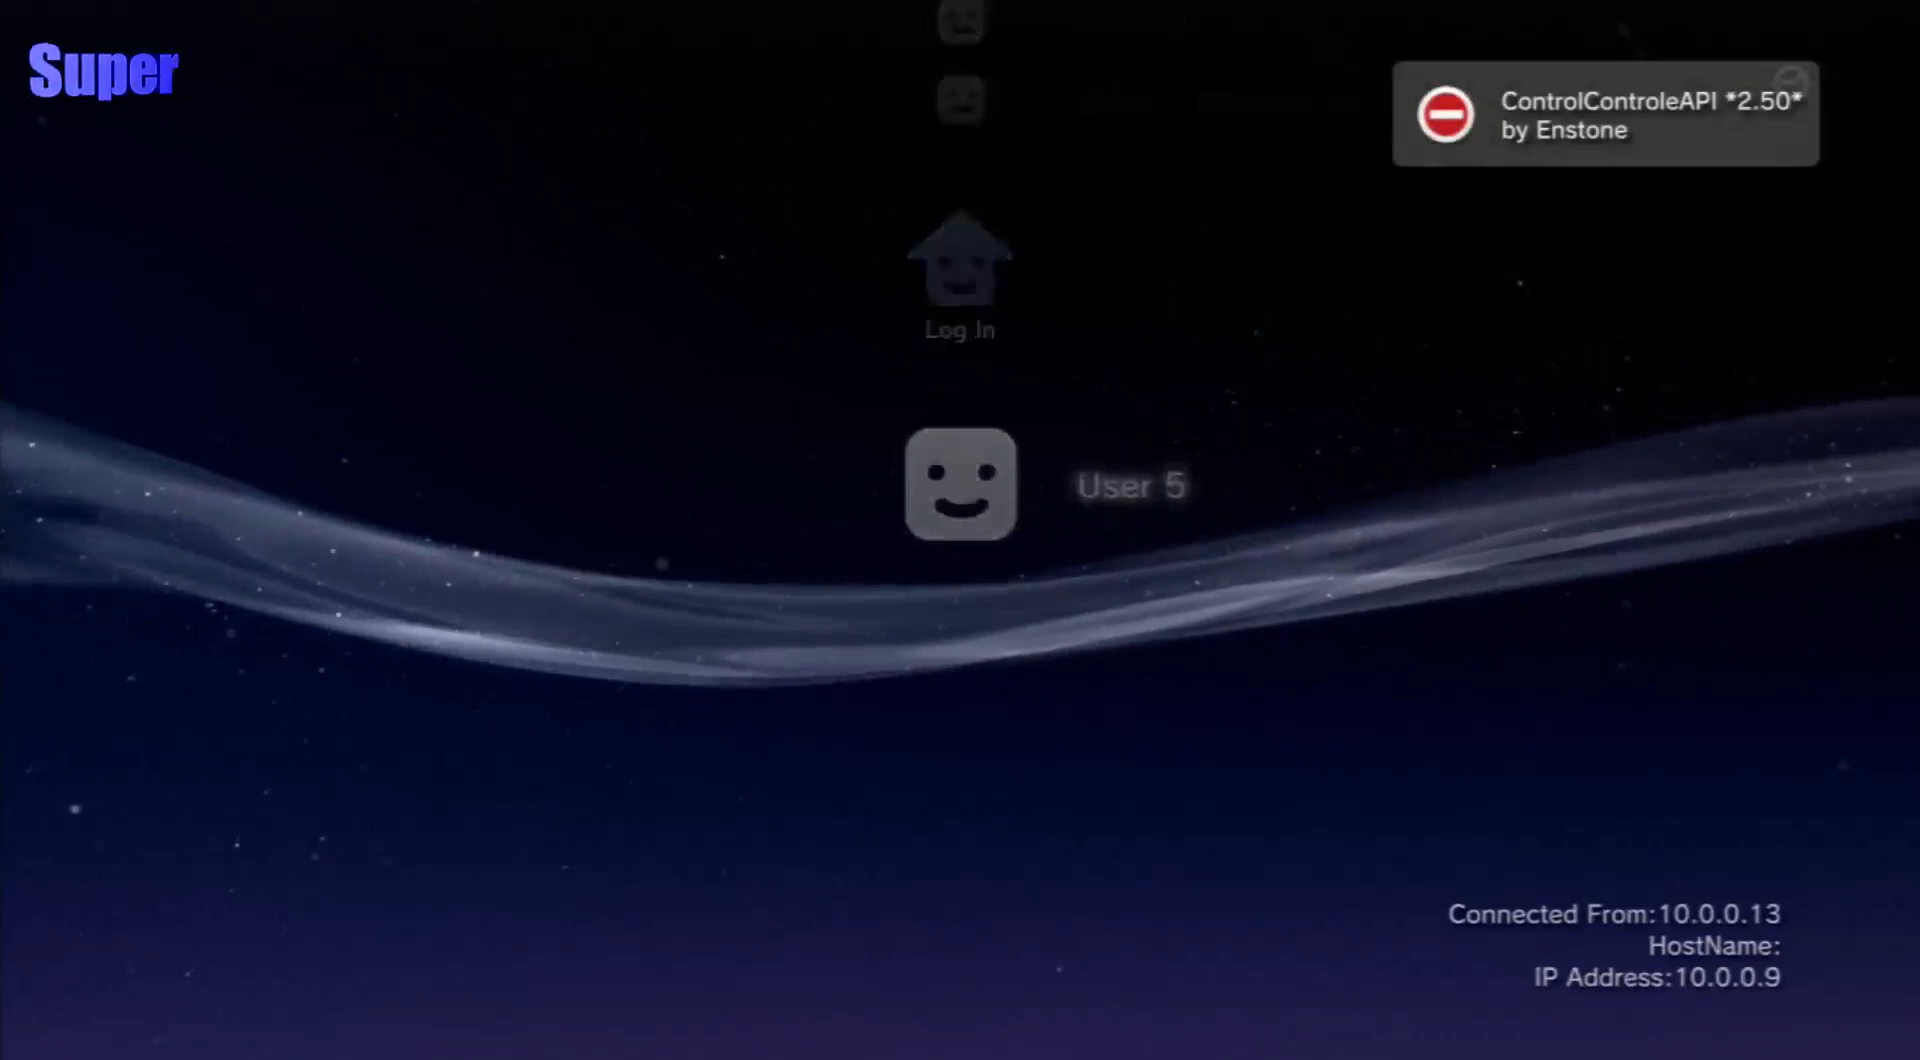 Super
ControlControleAPI *2.50*
by Enstone
Log In
User 5
Connected From:10.0.0.13
HostName:
IP Address:10.0.0.9